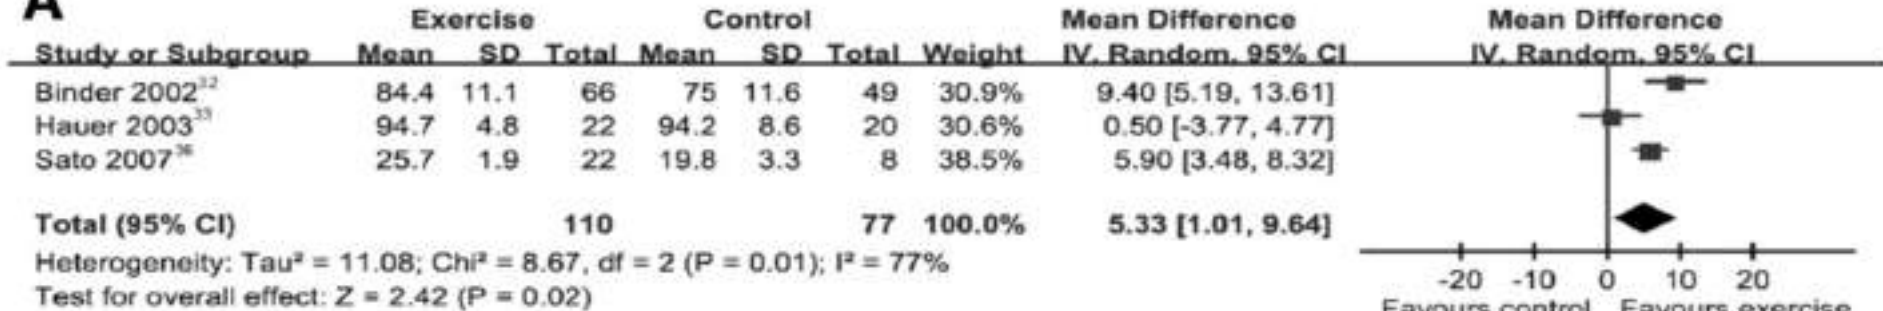 A
Exercise Control Mean Difference Mean Difference
Study or Subgroup Mean SD Total Mean SD Total Weight IV, Random, 95% CI IV, Random, 95% CI
Binder 2002³² 84.4 11.1 66 75 11.6 49 30.9% 9.40 [5.19, 13.61]
Hauer 2003³³ 94.7 4.8 22 94.2 8.6 20 30.6% 0.50 [-3.77, 4.77]
Sato 2007³⁶ 25.7 1.9 22 19.8 3.3 8 38.5% 5.90 [3.48, 8.32]
Total (95% CI) 110 77 100.0% 5.33 [1.01, 9.64]
Heterogeneity: Tau² = 11.08; Chi² = 8.67, df = 2 (P = 0.01); I² = 77%
Test for overall effect: Z = 2.42 (P = 0.02)
-20 -10 0 10 20
Favours control Favours exercise